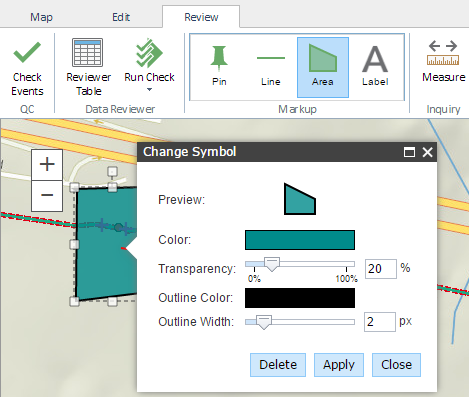 Map Edit Review
Check Events
Reviewer Table
Run Check
Pin
Line
Area
Label
Measure
QC
Data Reviewer
Markup
Inquiry
+
−
Change Symbol
Preview:
Color:
Transparency: 20 %
0% 100%
Outline Color:
Outline Width: 2 px
Delete Apply Close